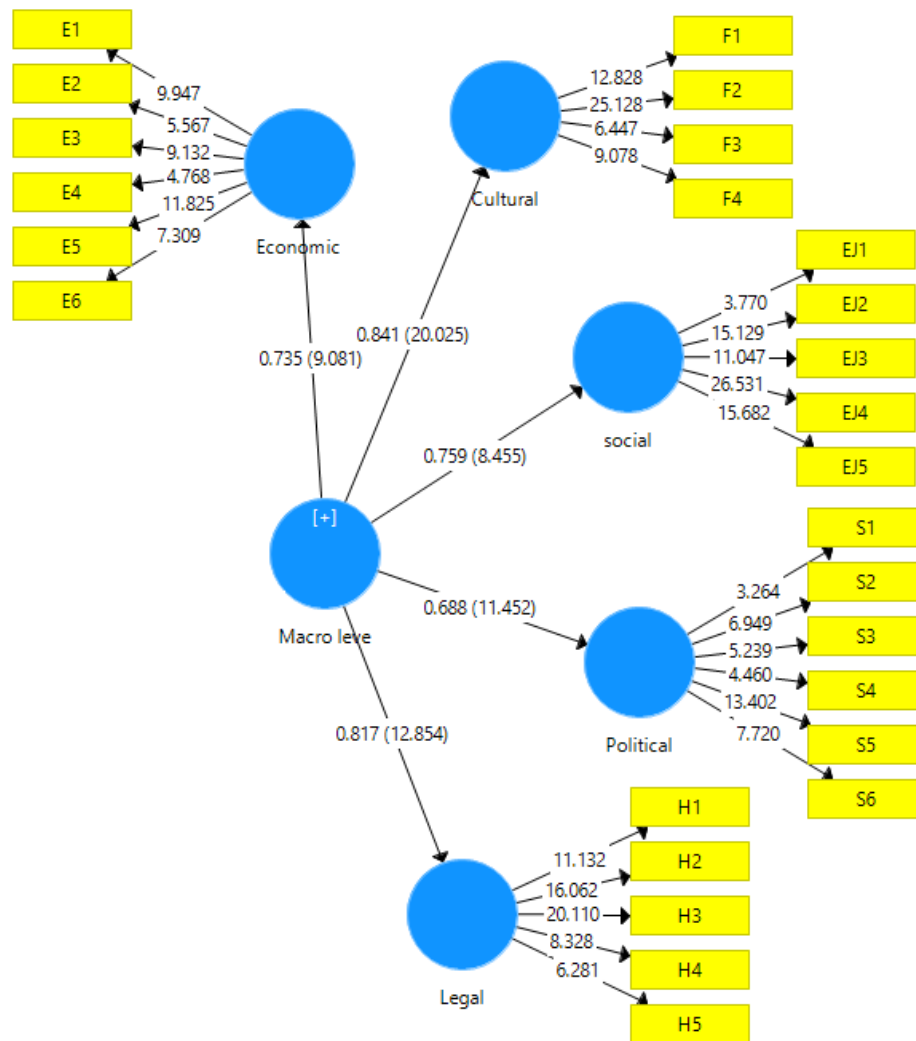 E1
E2
E3
E4
E5
E6
9.947
5.567
9.132
4.768
11.825
7.309
Economic
F1
F2
F3
F4
12.828
25.128
6.447
9.078
Cultural
EJ1
EJ2
EJ3
EJ4
EJ5
3.770
15.129
11.047
26.531
15.682
social
0.735 (9.081)
0.841 (20.025)
0.759 (8.455)
[+]
Macro leve
0.688 (11.452)
0.817 (12.854)
S1
S2
S3
S4
S5
S6
3.264
6.949
5.239
4.460
13.402
7.720
Political
H1
H2
H3
H4
H5
11.132
16.062
20.110
8.328
6.281
Legal